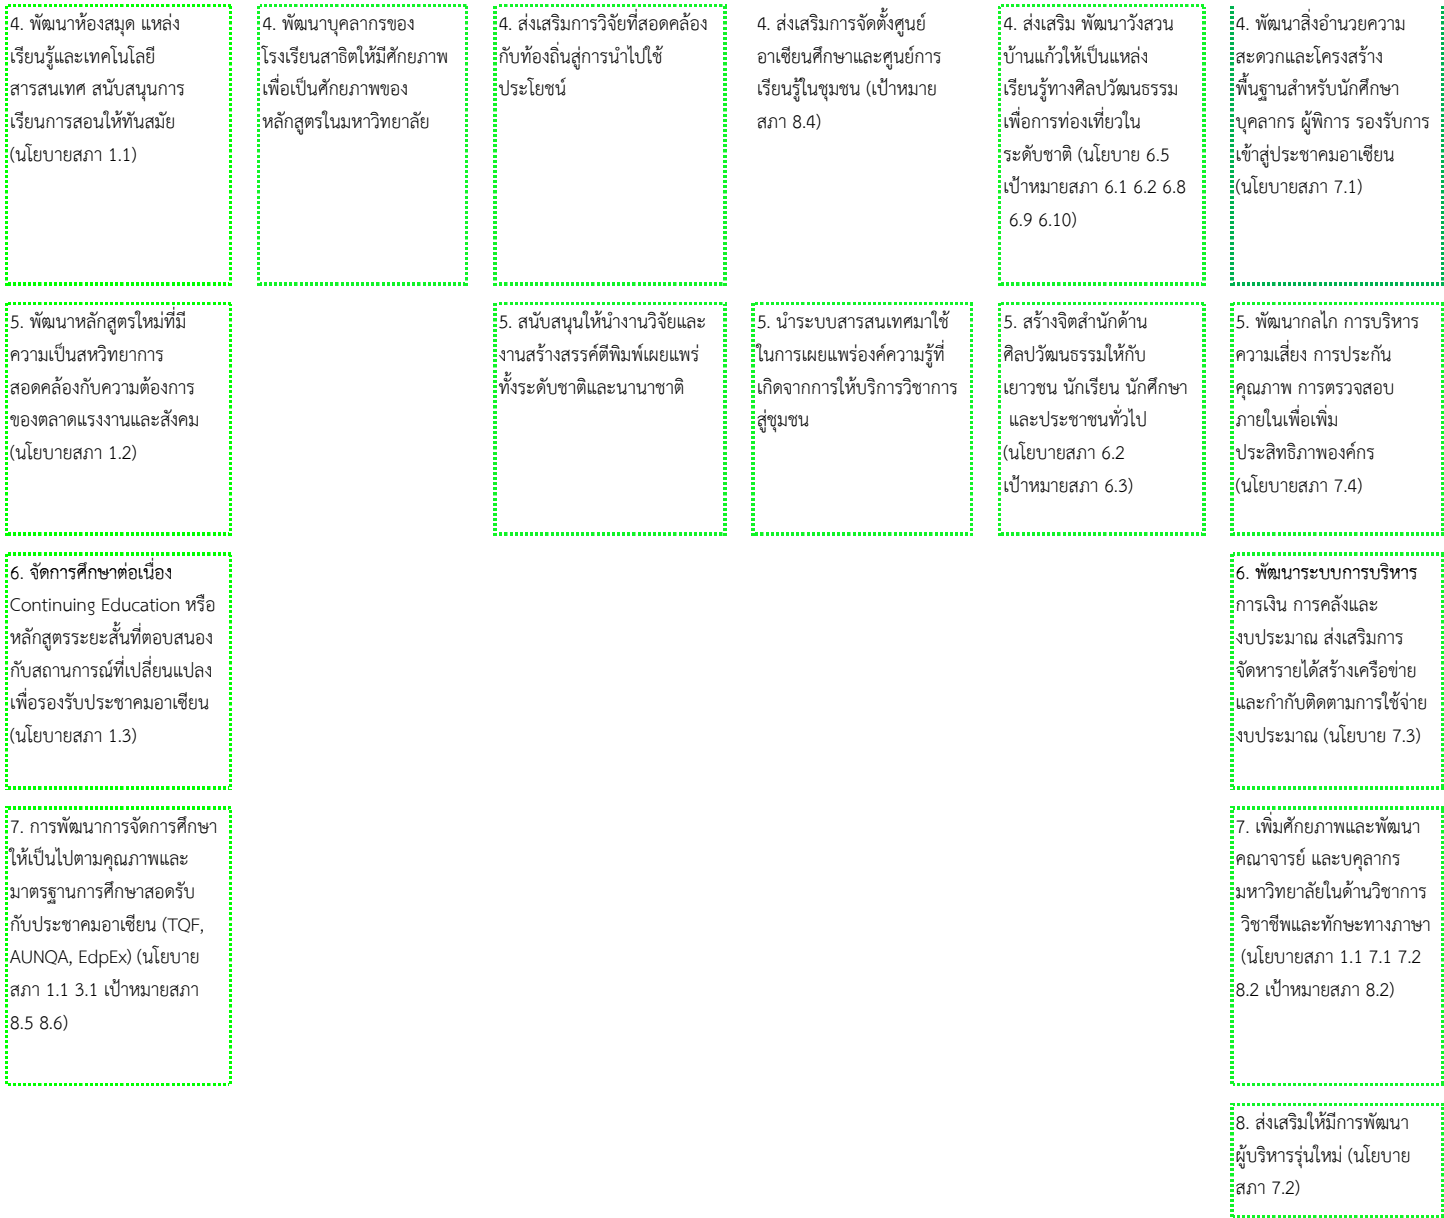 4. พัฒนาห้องสมุด แหล่ง
เรียนรู้และเทคโนโลยี
สารสนเทศ สนับสนุนการ
เรียนการสอนให้ทันสมัย
(นโยบายสภา 1.1)
4. พัฒนาบุคลากรของ
โรงเรียนสาธิตให้มีศักยภาพ
เพื่อเป็นศักยภาพของ
หลักสูตรในมหาวิทยาลัย
4. ส่งเสริมการวิจัยที่สอดคล้อง
กับท้องถิ่นสู่การนำไปใช้
ประโยชน์
4. ส่งเสริมการจัดตั้งศูนย์
อาเซียนศึกษาและศูนย์การ
เรียนรู้ในชุมชน (เป้าหมาย
สภา 8.4)
4. ส่งเสริม พัฒนาวังสวน
บ้านแก้วให้เป็นแหล่ง
เรียนรู้ทางศิลปวัฒนธรรม
เพื่อการท่องเที่ยวใน
ระดับชาติ (นโยบาย 6.5
เป้าหมายสภา 6.1 6.2 6.8
6.9 6.10)
4. พัฒนาสิ่งอำนวยความ
สะดวกและโครงสร้าง
พื้นฐานสำหรับนักศึกษา
บุคลากร ผู้พิการ รองรับการ
เข้าสู่ประชาคมอาเซียน
(นโยบายสภา 7.1)
5. พัฒนาหลักสูตรใหม่ที่มี
ความเป็นสหวิทยาการ
สอดคล้องกับความต้องการ
ของตลาดแรงงานและสังคม
(นโยบายสภา 1.2)
5. สนับสนุนให้นำงานวิจัยและ
งานสร้างสรรค์ตีพิมพ์เผยแพร่
ทั้งระดับชาติและนานาชาติ
5. นำระบบสารสนเทศมาใช้
ในการเผยแพร่องค์ความรู้ที่
เกิดจากการให้บริการวิชาการ
สู่ชุมชน
5. สร้างจิตสำนักด้าน
ศิลปวัฒนธรรมให้กับ
เยาวชน นักเรียน นักศึกษา
และประชาชนทั่วไป
(นโยบายสภา 6.2
เป้าหมายสภา 6.3)
5. พัฒนากลไก การบริหาร
ความเสี่ยง การประกัน
คุณภาพ การตรวจสอบ
ภายในเพื่อเพิ่ม
ประสิทธิภาพองค์กร
(นโยบายสภา 7.4)
6. จัดการศึกษาต่อเนื่อง
Continuing Education หรือ
หลักสูตรระยะสั้นที่ตอบสนอง
กับสถานการณ์ที่เปลี่ยนแปลง
เพื่อรองรับประชาคมอาเซียน
(นโยบายสภา 1.3)
6. พัฒนาระบบการบริหาร
การเงิน การคลังและ
งบประมาณ ส่งเสริมการ
จัดหารายได้สร้างเครือข่าย
และกำกับติดตามการใช้จ่าย
งบประมาณ (นโยบาย 7.3)
7. การพัฒนาการจัดการศึกษา
ให้เป็นไปตามคุณภาพและ
มาตรฐานการศึกษาสอดรับ
กับประชาคมอาเซียน (TQF,
AUNQA, EdpEx) (นโยบาย
สภา 1.1 3.1 เป้าหมายสภา
8.5 8.6)
7. เพิ่มศักยภาพและพัฒนา
คณาจารย์ และบคุลากร
มหาวิทยาลัยในด้านวิชาการ
วิชาชีพและทักษะทางภาษา
(นโยบายสภา 1.1 7.1 7.2
8.2 เป้าหมายสภา 8.2)
8. ส่งเสริมให้มีการพัฒนา
ผู้บริหารรุ่นใหม่ (นโยบาย
สภา 7.2)